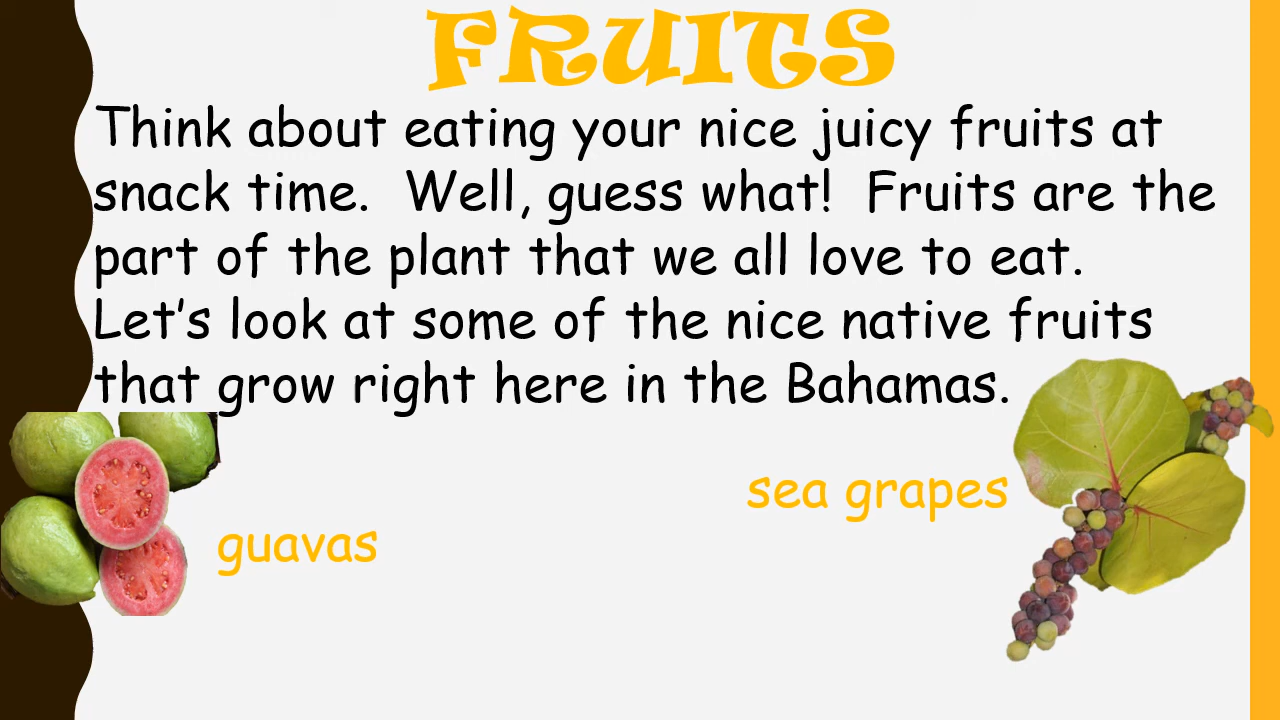 FRUITS
Think about eating your nice juicy fruits at
snack time.  Well, guess what!  Fruits are the
part of the plant that we all love to eat.
Let’s look at some of the nice native fruits
that grow right here in the Bahamas.
sea grapes
guavas